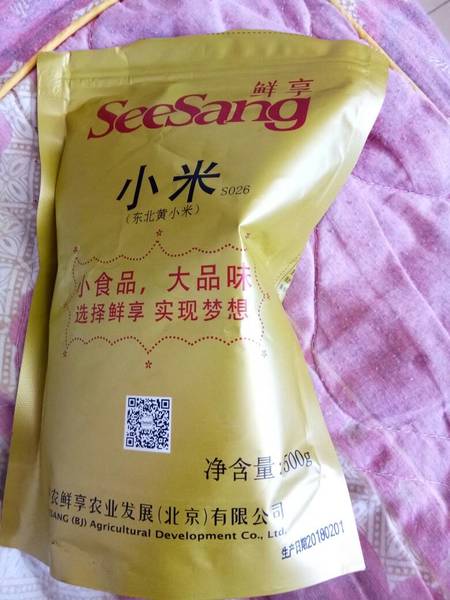 鲜享
SeeSang
小米 S026
(东北黄小米)
小食品，大品味
选择鲜享 实现梦想
净含量:500g
农鲜享农业发展(北京)有限公司
SANG (BJ) Agricultural Development Co., Ltd.
生产日期20180201